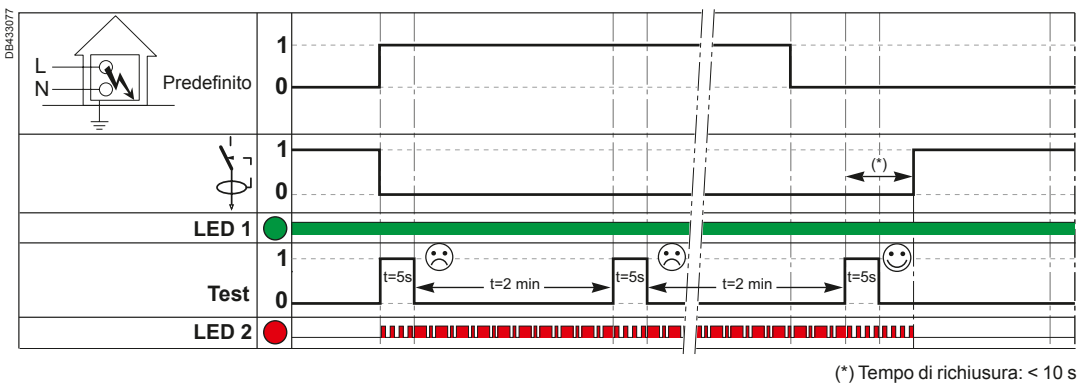 DB433077
L
N
Predefinito
1
0
1
0
(*)
LED 1
Test
1
0
t=5s
t=2 min
t=5s
t=2 min
t=5s
LED 2
(*) Tempo di richiusura: < 10 s